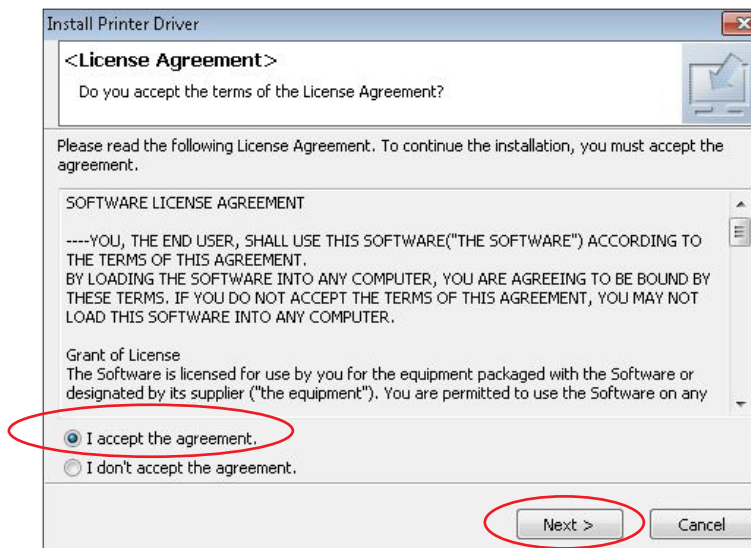 Install Printer Driver
<License Agreement>
Do you accept the terms of the License Agreement?
Please read the following License Agreement. To continue the installation, you must accept the
agreement.
SOFTWARE LICENSE AGREEMENT
----YOU, THE END USER, SHALL USE THIS SOFTWARE("THE SOFTWARE") ACCORDING TO
THE TERMS OF THIS AGREEMENT.
BY LOADING THE SOFTWARE INTO ANY COMPUTER, YOU ARE AGREEING TO BE BOUND BY
THESE TERMS. IF YOU DO NOT ACCEPT THE TERMS OF THIS AGREEMENT, YOU MAY NOT
LOAD THIS SOFTWARE INTO ANY COMPUTER.
Grant of License
The Software is licensed for use by you for the equipment packaged with the Software or
designated by its supplier ("the equipment"). You are permitted to use the Software on any
I accept the agreement.
I don't accept the agreement.
Next >
Cancel